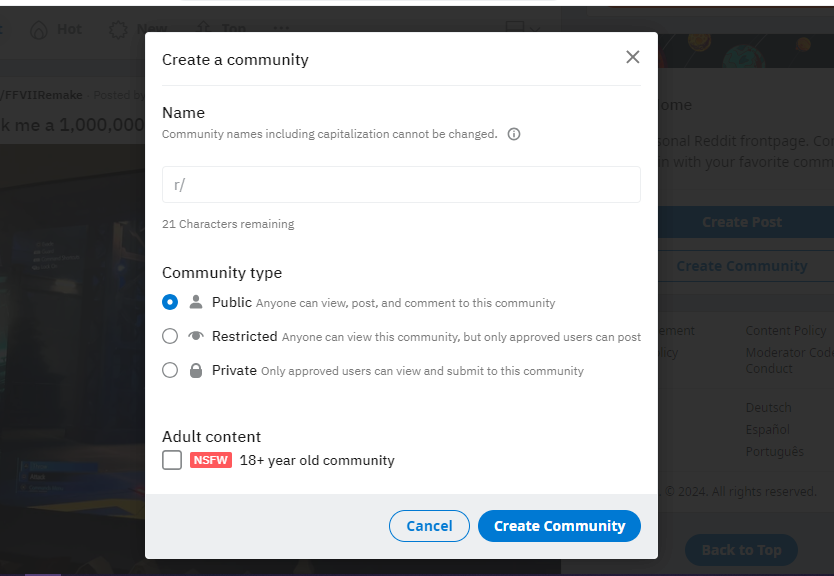 Hot
New
Top
Create a community
/FFVIIRemake · Posted by
k me a 1,000,000
Name
Community names including capitalization cannot be changed.
r/
21 Characters remaining
Community type
Public Anyone can view, post, and comment to this community
Restricted Anyone can view this community, but only approved users can post
Private Only approved users can view and submit to this community
Adult content
NSFW 18+ year old community
Cancel
Create Community
ome
sonal Reddit frontpage. Co
in with your favorite comm
Create Post
Create Community
ement
licy
Content Policy
Moderator Code
Conduct
Deutsch
Español
Português
. © 2024. All rights reserved.
Back to Top